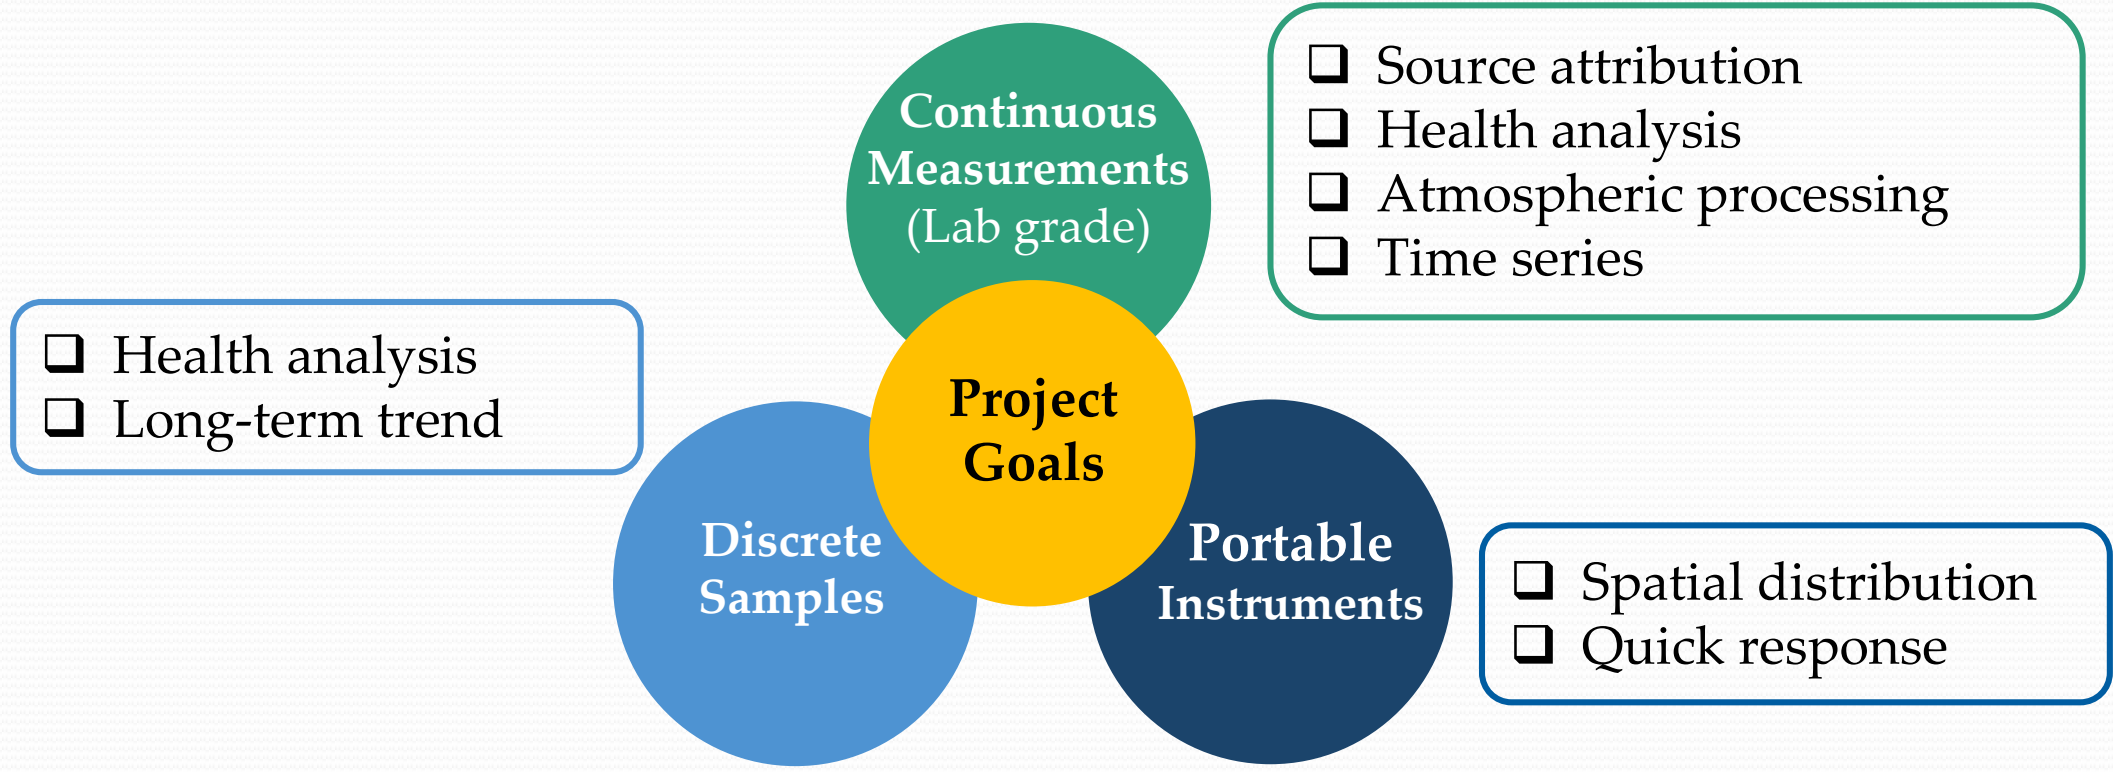 Continuous
Measurements
(Lab grade)
Source attribution
Health analysis
Atmospheric processing
Time series
Health analysis
Long-term trend
Project
Goals
Discrete
Samples
Portable
Instruments
Spatial distribution
Quick response